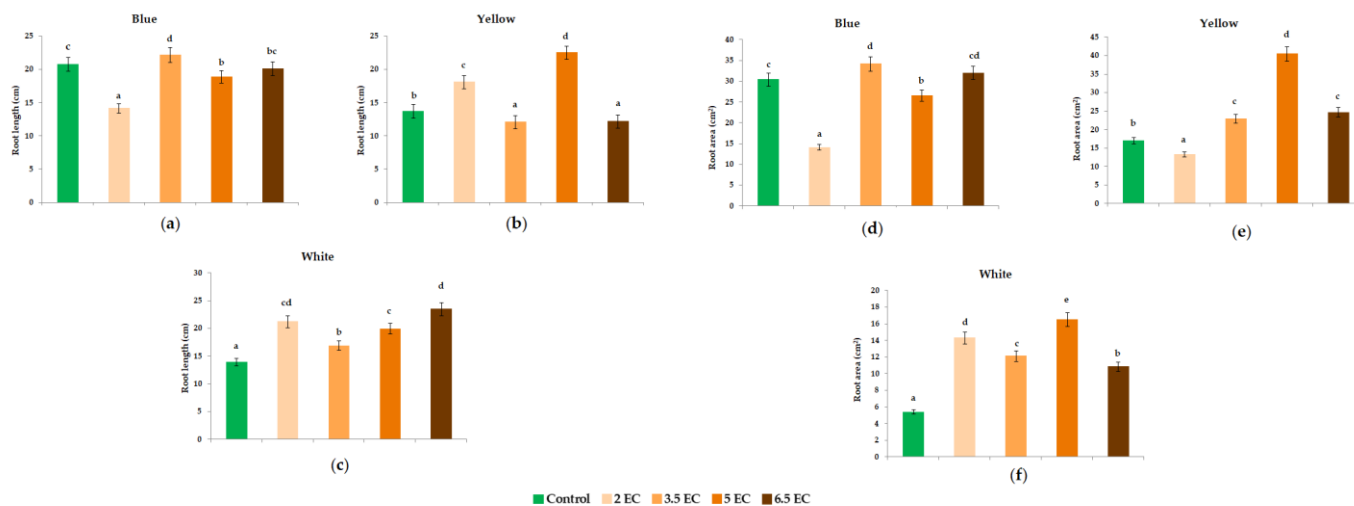 Blue
Root length (cm)
25
20
15
10
5
0
c
a
d
b
bc
(a)
Yellow
Root length (cm)
25
20
15
10
5
0
b
c
a
d
a
(b)
White
Root length (cm)
30
25
20
15
10
5
0
a
cd
b
c
d
(c)
Blue
Root area (cm²)
40
35
30
25
20
15
10
5
0
c
a
d
b
cd
(d)
Yellow
Root area (cm²)
45
40
35
30
25
20
15
10
5
0
b
a
c
d
c
(e)
White
Root area (cm²)
20
18
16
14
12
10
8
6
4
2
0
a
d
c
e
b
(f)
Control 2 EC 3.5 EC 5 EC 6.5 EC